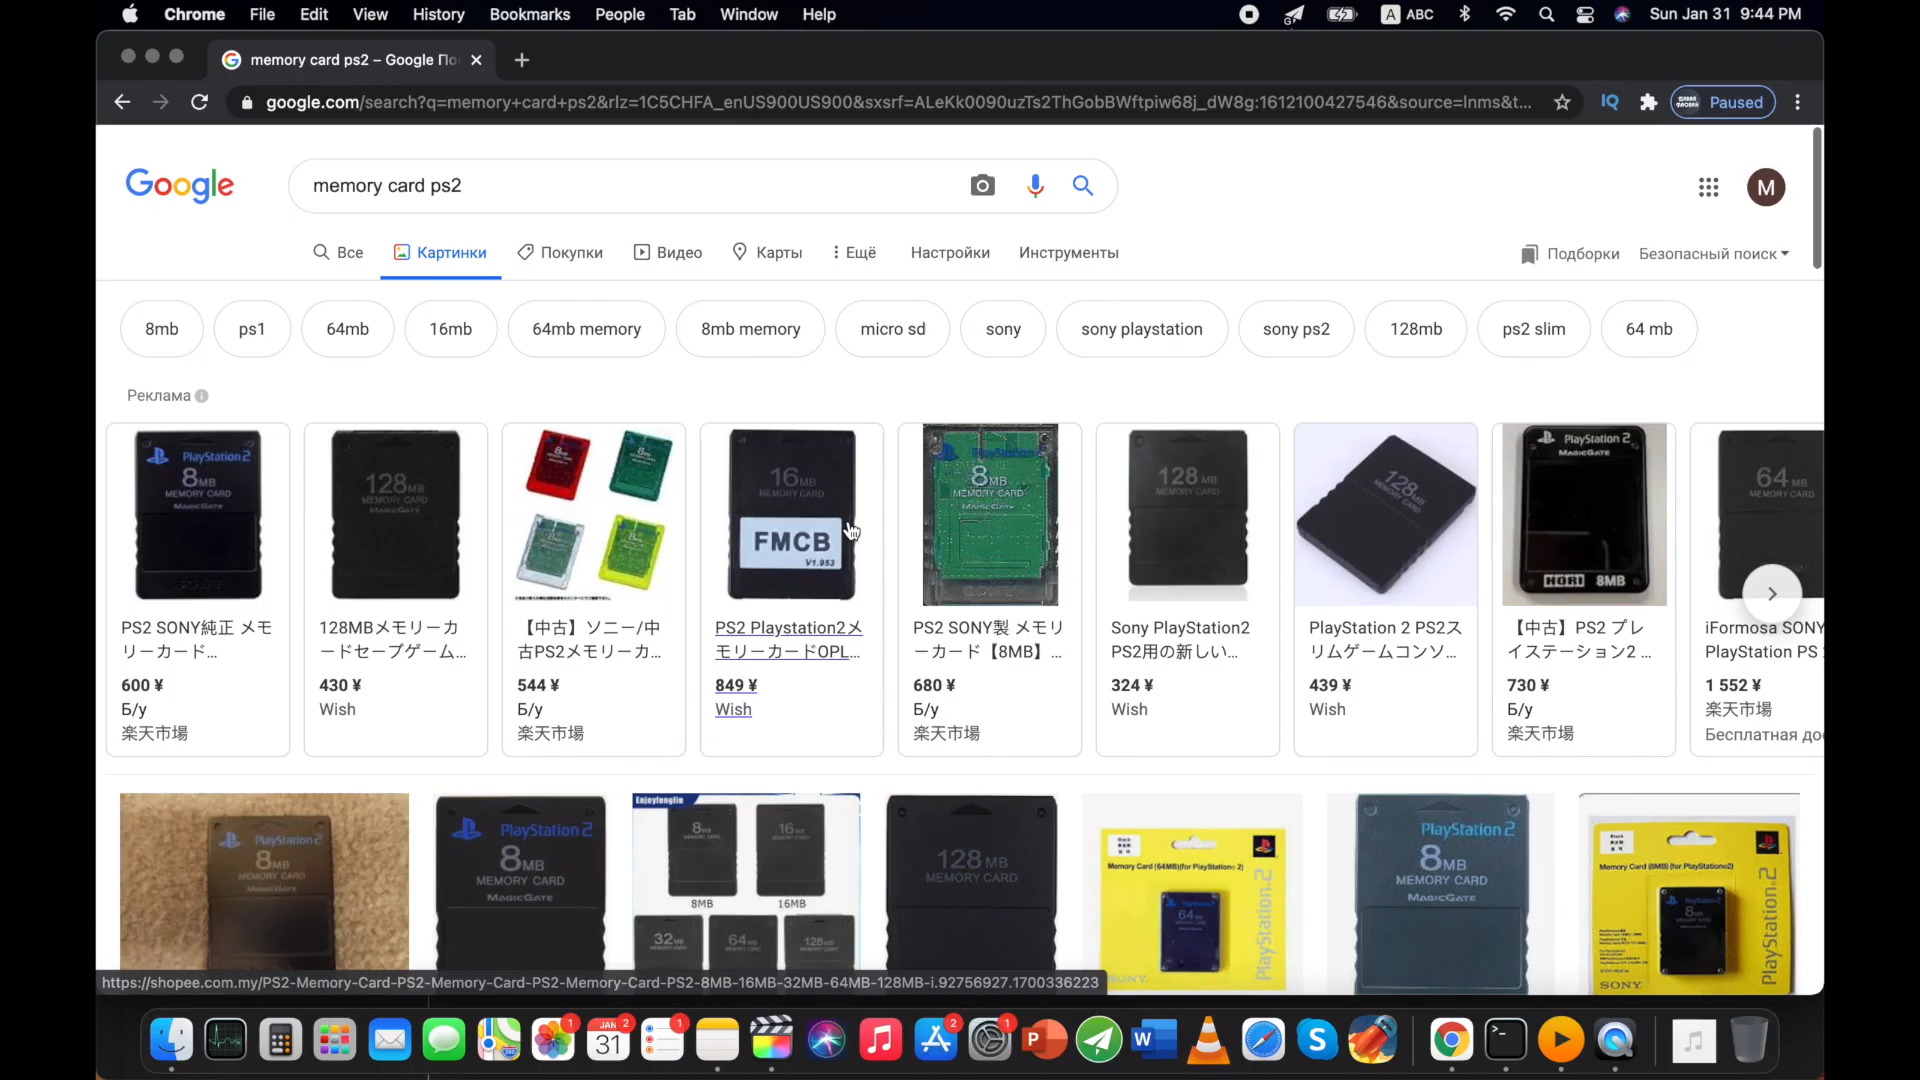 Chrome File Edit View History Bookmarks People Tab Window Help
A ABC Sun Jan 31 9:44 PM
memory card ps2 – Google По
google.com/search?q=memory+card+ps2&rlz=1C5CHFA_enUS900US900&sxsrf=ALeKk0090uzTs2ThGobBWftpiw68j_dW8g:1612100427546&source=lnms&t...
IQ Paused
Google
memory card ps2
M
Все Картинки Покупки Видео Карты Ещё Настройки Инструменты
Подборки Безопасный поиск
8mb ps1 64mb 16mb 64mb memory 8mb memory micro sd sony sony playstation sony ps2 128mb ps2 slim 64 mb
Реклама
PlayStation 2
8MB
MEMORY CARD
MAGICGATE
SONY
128MB
MEMORY CARD
MAGICGATE
16MB
MEMORY CARD
FMCB
V1.953
8MB
MEMORY CARD
MAGICGATE
128MB
MEMORY CARD
128MB
PlayStation 2
MAGICGATE
HORI 8MB
64MB
MEMORY CARD
PS2 SONY純正 メモ
リーカード...
600 ¥
Б/у
楽天市場
128MBメモリーカ
ードセーブゲーム...
430 ¥
Wish
【中古】ソニー/中
古PS2メモリーカ...
544 ¥
Б/у
楽天市場
PS2 Playstation2メ
モリーカードOPL...
849 ¥
Wish
PS2 SONY製 メモリ
ーカード【8MB】...
680 ¥
Б/у
楽天市場
Sony PlayStation2
PS2用の新しい...
324 ¥
Wish
PlayStation 2 PS2ス
リムゲームコンソ...
439 ¥
Wish
【中古】PS2 プレ
イステーション2 ...
730 ¥
Б/у
楽天市場
iFormosa SONY
PlayStation PS
1 552 ¥
楽天市場
Бесплатная до
PlayStation 2
8MB
MEMORY CARD
MAGICGATE
PlayStation 2
8MB
MEMORY CARD
MAGICGATE
Enjoyfenglin
8MB
16MB
8MB 16MB
32MB
64MB
128MB
128 MB
MEMORY CARD
Memory Card (64MB)(for PlayStation 2)
64MB
PlayStation.2
SONY
PlayStation 2
8MB
MEMORY CARD
MAGICGATE
Memory Card (8MB) (for PlayStation2)
8MB
PlayStation.2
SONY
https://shopee.com.my/PS2-Memory-Card-PS2-Memory-Card-PS2-Memory-Card-PS2-8MB-16MB-32MB-64MB-128MB-i.92756927.1700336223
1 JAN 2 31 1 2 1 P W S